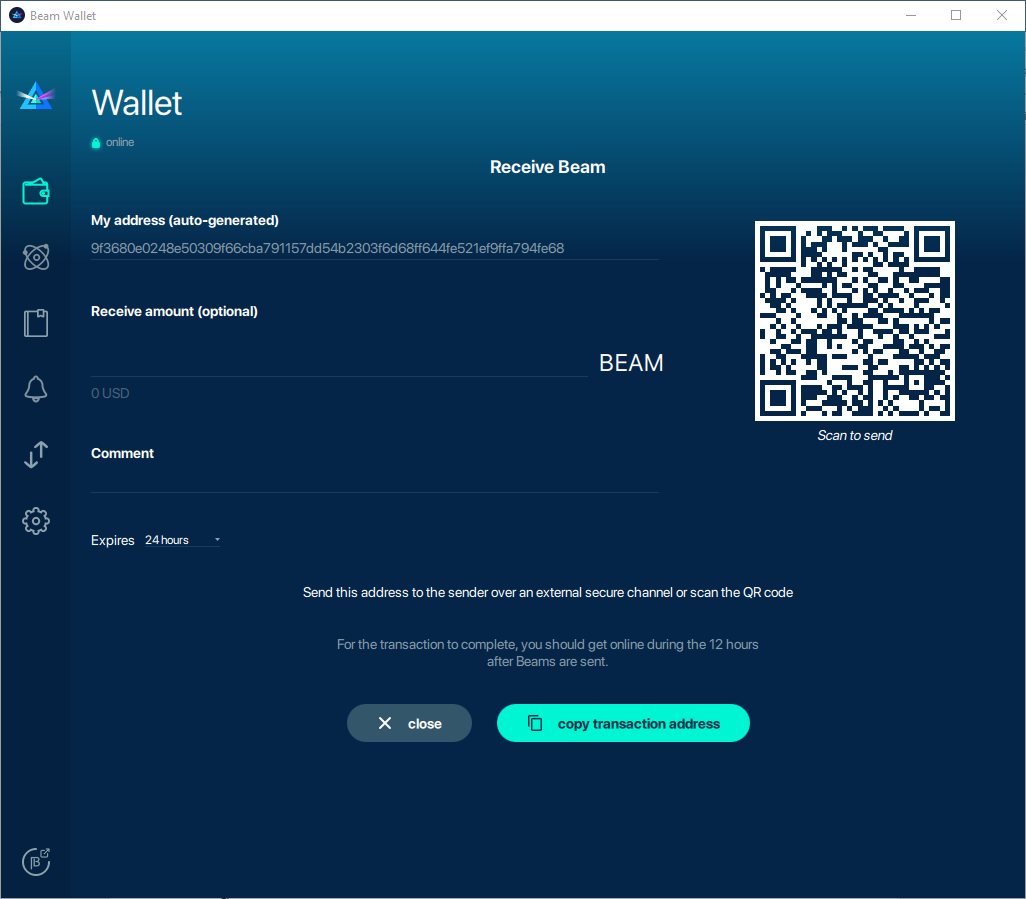 Beam Wallet
Wallet
online
Receive Beam
My address (auto-generated)
9f3680e0248e50309f66cba791157dd54b2303f6d68ff644fe521ef9ffa794fe68
Receive amount (optional)
BEAM
0 USD
Scan to send
Comment
Expires 24 hours
Send this address to the sender over an external secure channel or scan the QR code
For the transaction to complete, you should get online during the 12 hours
after Beams are sent.
close
copy transaction address